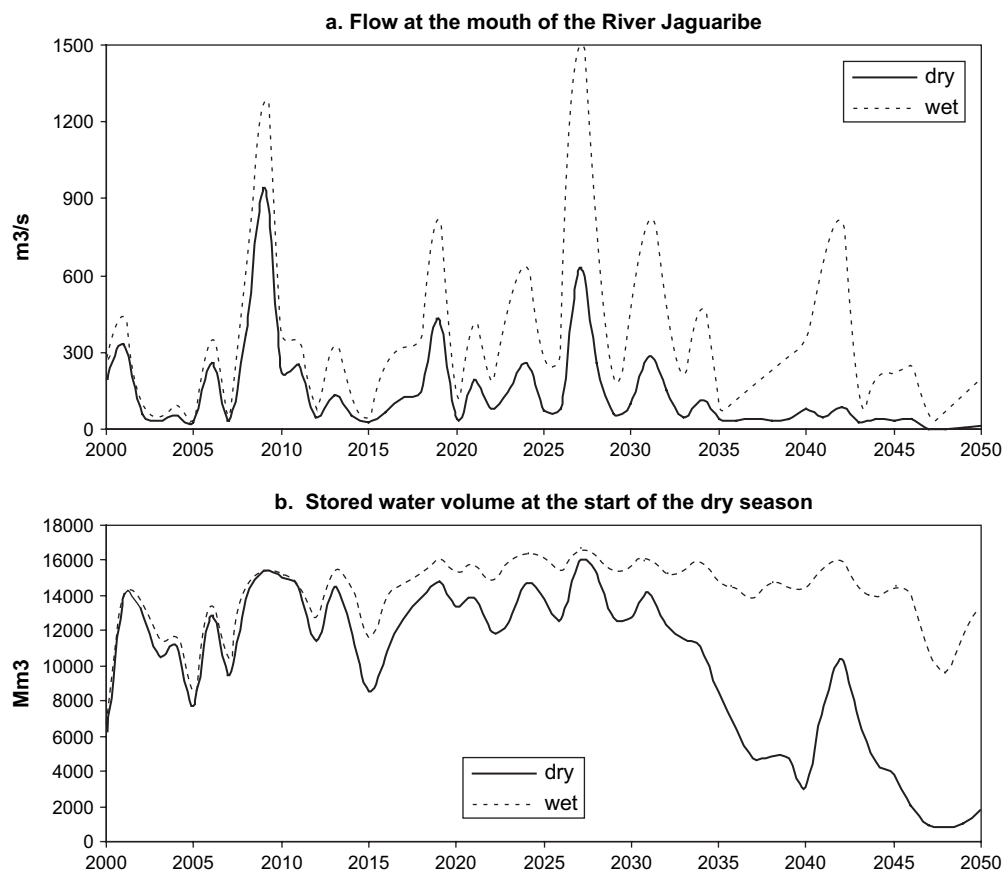 a. Flow at the mouth of the River Jaguaribe
1500
1200
900
600
300
0
m3/s
dry
wet
2000 2005 2010 2015 2020 2025 2030 2035 2040 2045 2050
b. Stored water volume at the start of the dry season
18000
16000
14000
12000
10000
8000
6000
4000
2000
0
Mm3
dry
wet
2000 2005 2010 2015 2020 2025 2030 2035 2040 2045 2050